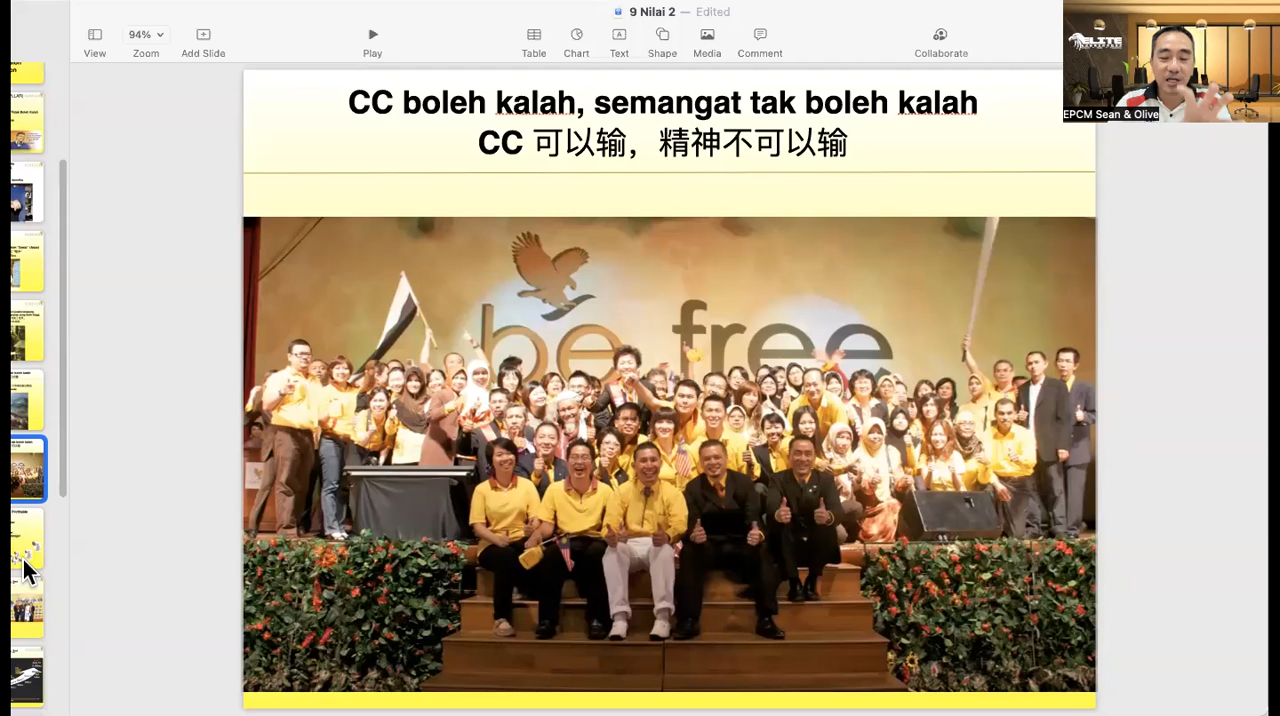 9 Nilai 2 — Edited
View
94%
Zoom
Add Slide
Play
Table
Chart
Text
Shape
Media
Comment
Collaborate
ELITE
EPCM Sean & Olive
CC boleh kalah, semangat tak boleh kalah
CC 可以输，精神不可以输
be free